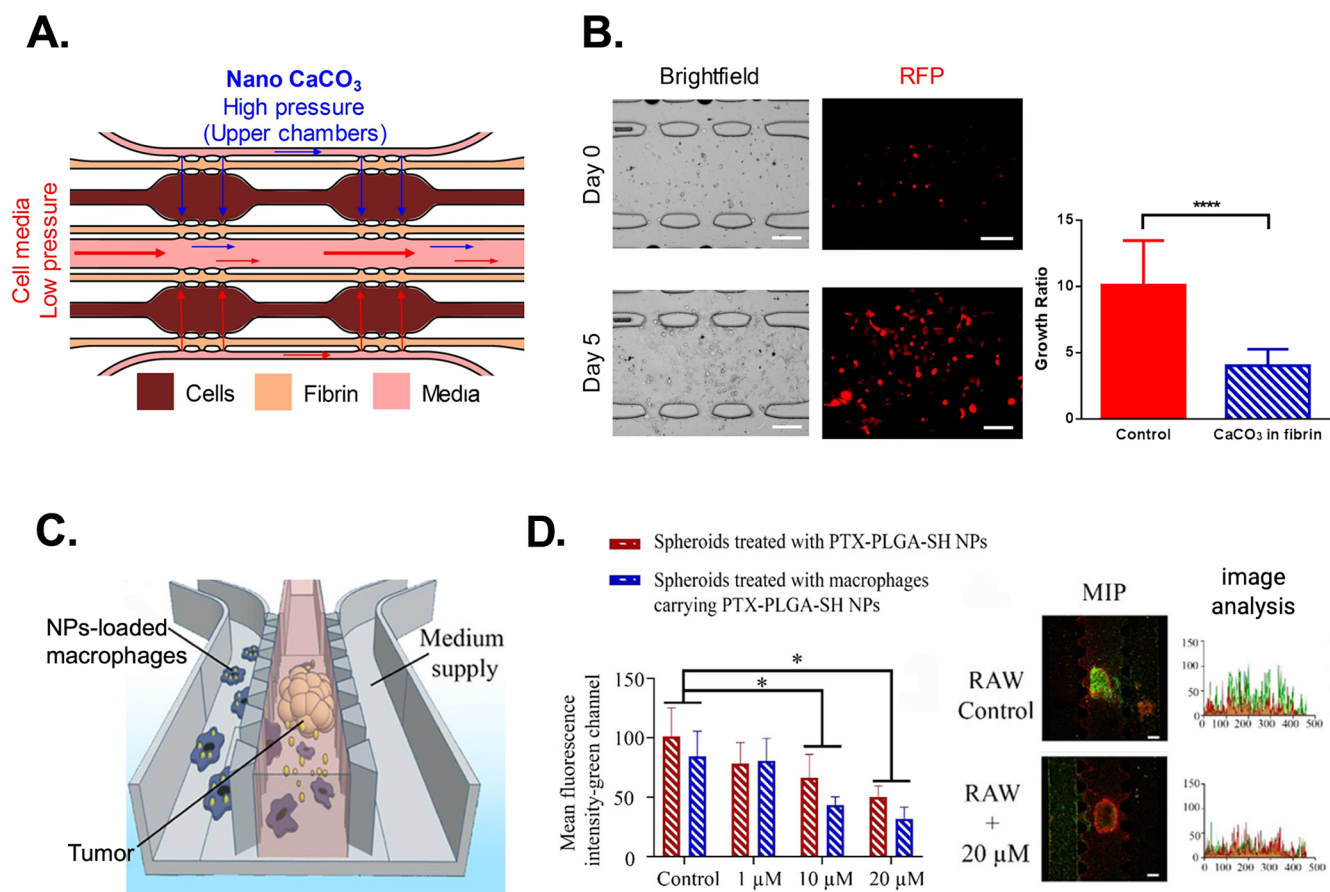 A.
Nano CaCO₃
High pressure
(Upper chambers)
Cell media
Low pressure
Cells
Fibrin
Media
B.
Brightfield
RFP
Day 0
Day 5
Growth Ratio
15
10
5
0
****
Control
CaCO₃ in fibrin
C.
NPs-loaded
macrophages
Medium
supply
Tumor
D.
Spheroids treated with PTX-PLGA-SH NPs
Spheroids treated with macrophages
carrying PTX-PLGA-SH NPs
Mean fluorescence
intensity-green channel
150
100
50
0
*
*
Control
1 µM
10 µM
20 µM
MIP
image
analysis
RAW
Control
150
100
50
0
0 100 200 300 400 500
RAW
+
20 µM
150
100
50
0
0 100 200 300 400 500